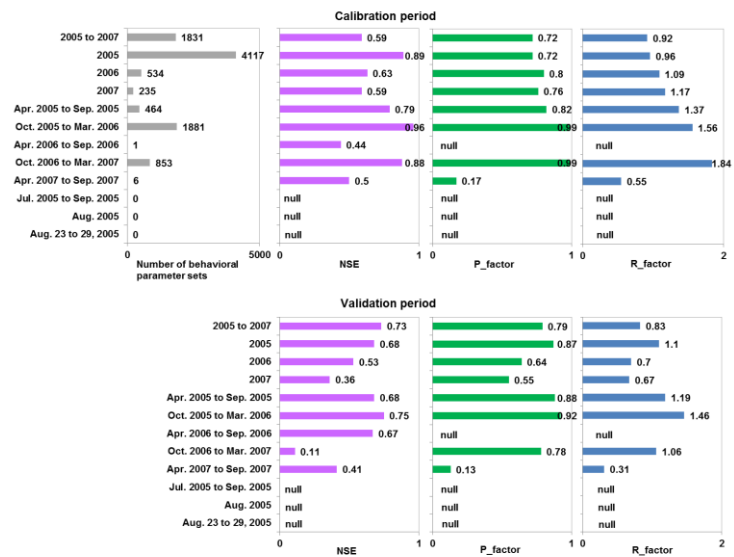 Calibration period
2005 to 2007 1831 0.59 0.72 0.92
2005 4117 0.89 0.72 0.96
2006 534 0.63 0.8 1.09
2007 235 0.59 0.76 1.17
Apr. 2005 to Sep. 2005 464 0.79 0.82 1.37
Oct. 2005 to Mar. 2006 1881 0.96 0.99 1.56
Apr. 2006 to Sep. 2006 1 0.44 null null
Oct. 2006 to Mar. 2007 853 0.88 0.99 1.84
Apr. 2007 to Sep. 2007 6 0.5 0.17 0.55
Jul. 2005 to Sep. 2005 0 null null null
Aug. 2005 0 null null null
Aug. 23 to 29, 2005 0 null null null
0 5000 0 1 0 1 0 2
Number of behavioral parameter sets NSE P_factor R_factor
Validation period
2005 to 2007 0.73 0.79 0.83
2005 0.68 0.87 1.1
2006 0.53 0.64 0.7
2007 0.36 0.55 0.67
Apr. 2005 to Sep. 2005 0.68 0.88 1.19
Oct. 2005 to Mar. 2006 0.75 0.92 1.46
Apr. 2006 to Sep. 2006 0.67 null null
Oct. 2006 to Mar. 2007 0.11 0.78 1.06
Apr. 2007 to Sep. 2007 0.41 0.13 0.31
Jul. 2005 to Sep. 2005 null null null
Aug. 2005 null null null
Aug. 23 to 29, 2005 null null null
0 1 0 1 0 2
NSE P_factor R_factor